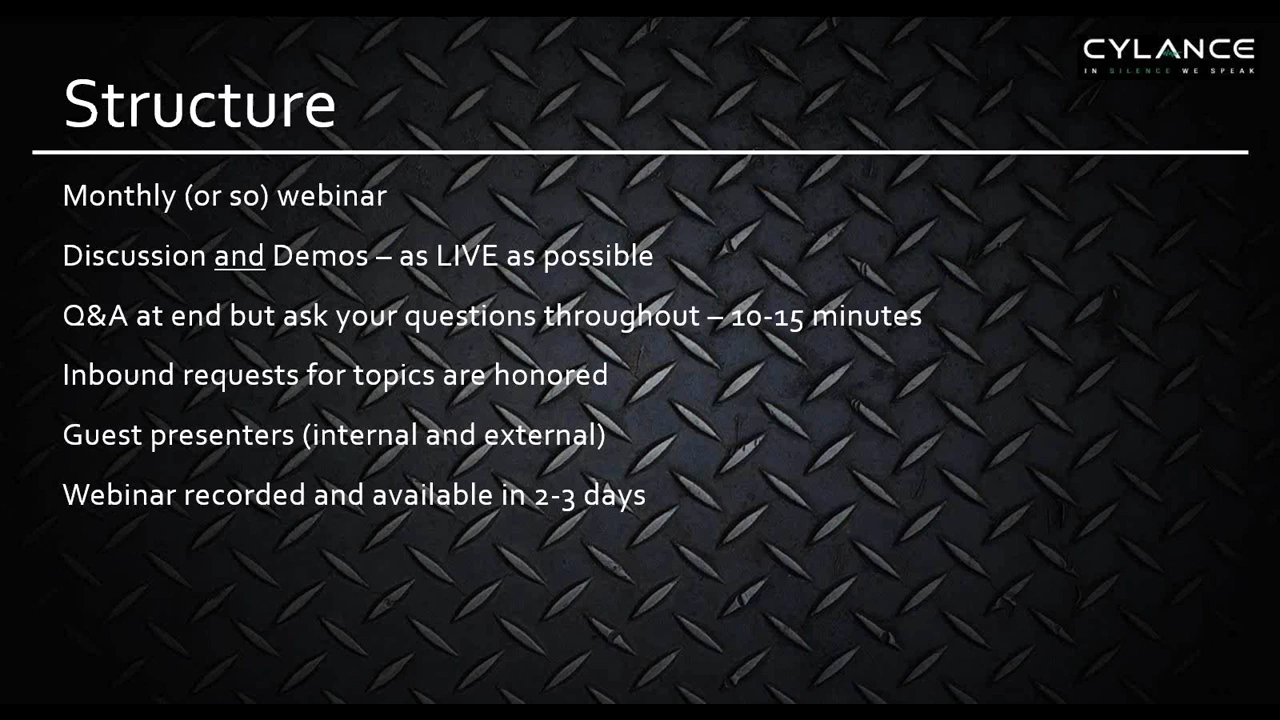 CYLANCE
IN SILENCE WE SPEAK
Structure
Monthly (or so) webinar
Discussion and Demos – as LIVE as possible
Q&A at end but ask your questions throughout – 10-15 minutes
Inbound requests for topics are honored
Guest presenters (internal and external)
Webinar recorded and available in 2-3 days